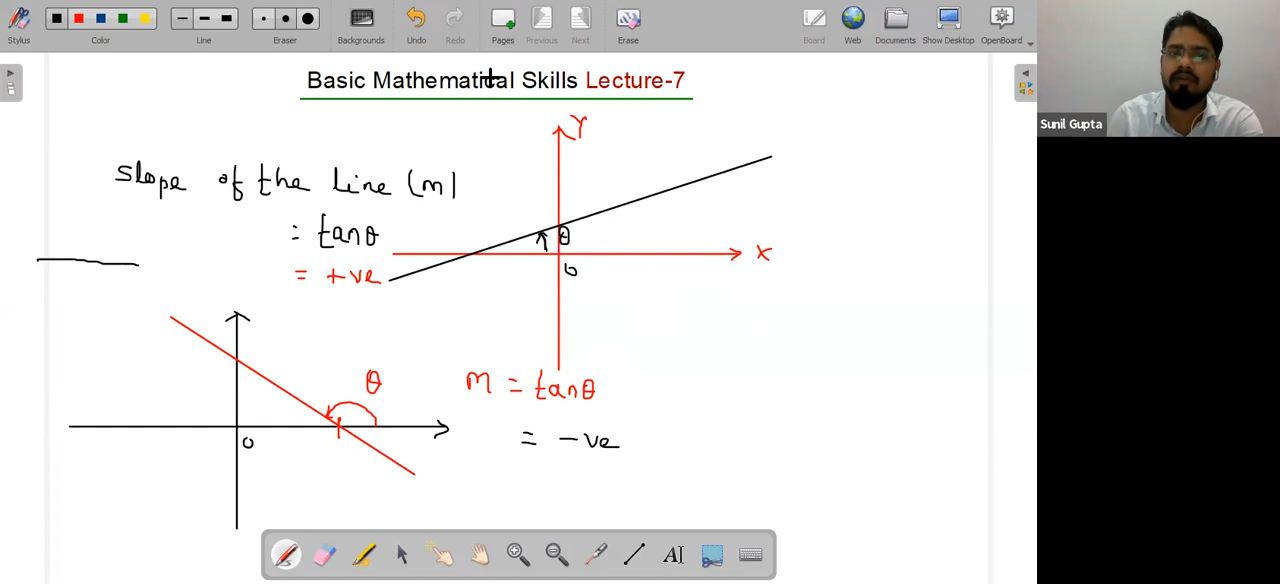 Stylus
Color
Line
Eraser
Backgrounds
Undo
Redo
Pages
Previous
Next
Erase
Board
Web
Documents
Show Desktop
OpenBoard
Sunil Gupta
Basic Mathematical Skills Lecture-7
Y
slope of the line (m)
= tanθ
= +ve
θ
X
0
θ
0
m = tanθ
= -ve
AI